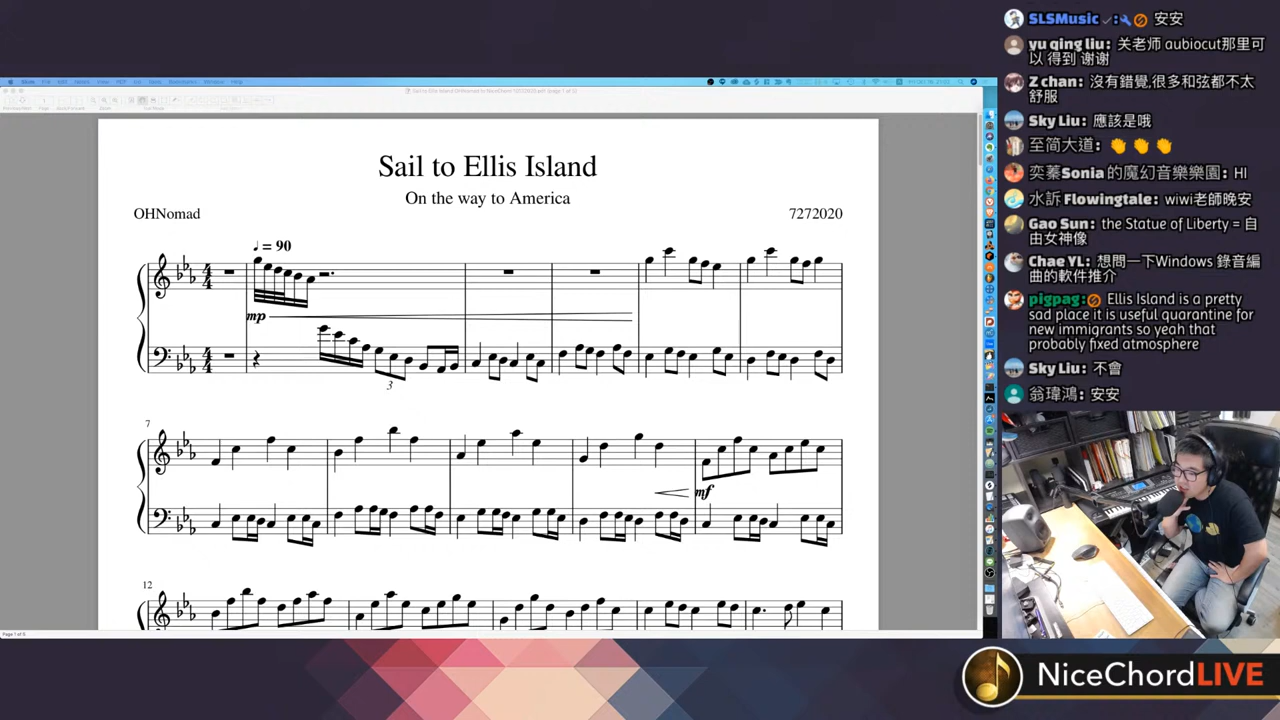 Sail to Ellis Island
On the way to America
OHNomad
7272020
♩ = 90
mp
3
7
mf
12
Page 1 of 5
SLSMusic : 安安
yu qing liu: 关老师 aubiocut那里可
以 得到 谢谢
Z chan: 沒有錯覺,很多和弦都不太
舒服
Sky Liu: 應該是哦
至简大道: 👏 👏 👏
奕蓁Sonia的魔幻音樂樂園: HI
水訴 Flowingtale: wiwi老師晚安
Gao Sun: the Statue of Liberty = 自
由女神像
Chae YL: 想問一下Windows 錄音編
曲的軟件推介
pigpag: Ellis Island is a pretty
sad place it is useful quarantine for
new immigrants so yeah that
probably fixed atmosphere
Sky Liu: 不會
翁瑋鴻: 安安
NiceChordLIVE